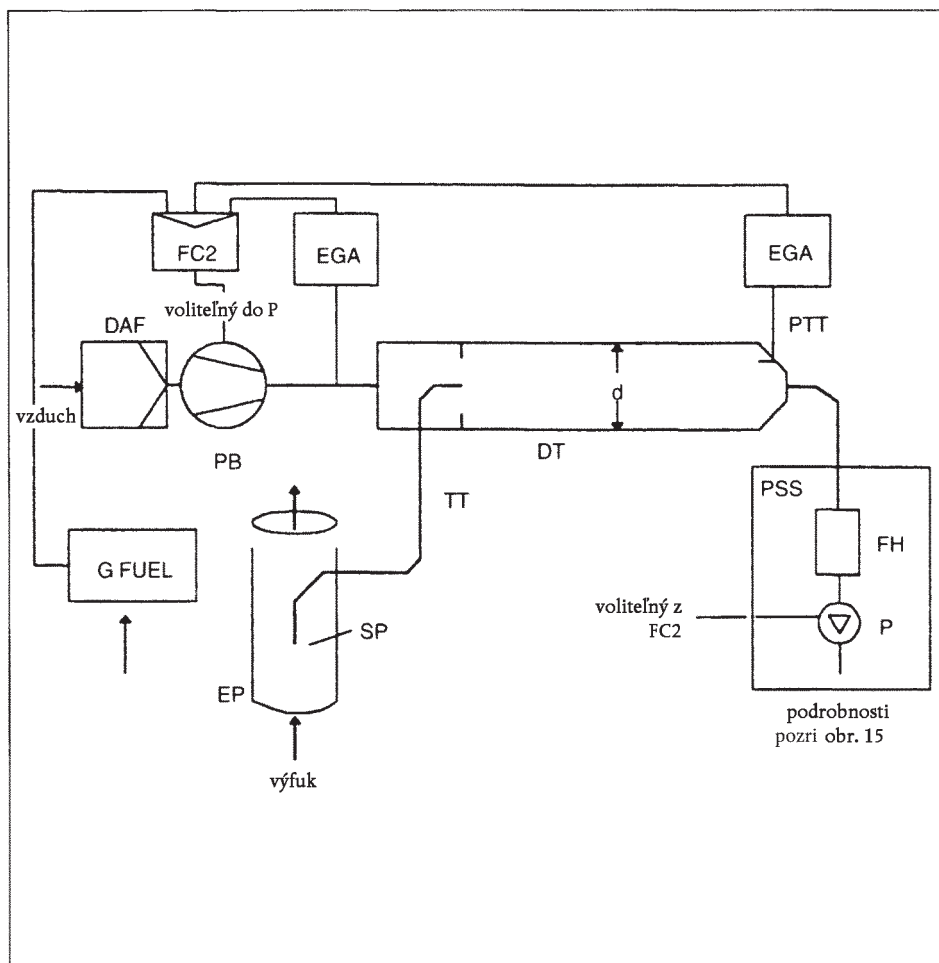 FC2
EGA
EGA
voliteľný do P
DAF
PTT
vzduch
d
PB
DT
TT
PSS
G FUEL
FH
voliteľný z
FC2
P
SP
EP
podrobnosti
pozri obr. 15
výfuk